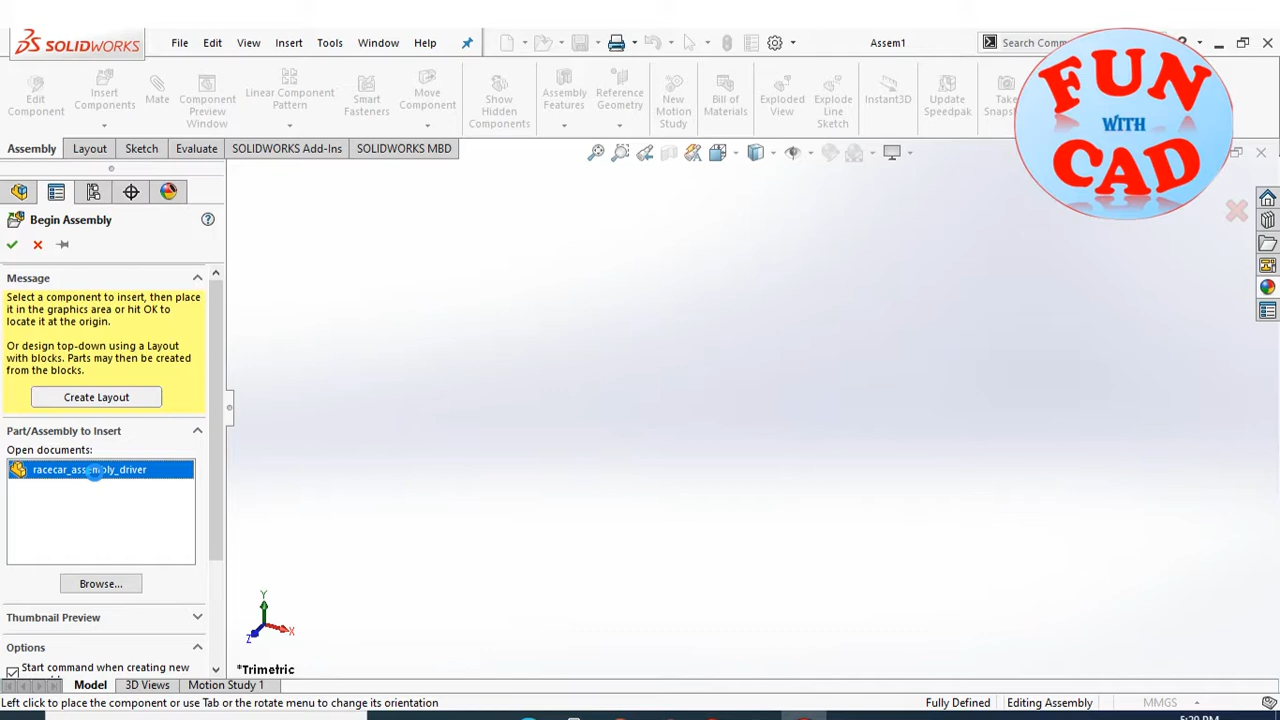 SOLIDWORKS File Edit View Insert Tools Window Help Assem1 Search Comm
Edit Component
Insert Components
Mate
Component Preview Window
Linear Component Pattern
Smart Fasteners
Move Component
Show Hidden Components
Assembly Features
Reference Geometry
New Motion Study
Bill of Materials
Exploded View
Explode Line Sketch
Instant3D
Update Speedpak
Take Snaps
FUN
WITH
CAD
Assembly Layout Sketch Evaluate SOLIDWORKS Add-Ins SOLIDWORKS MBD
Begin Assembly
Message
Select a component to insert, then place
it in the graphics area or hit OK to
locate it at the origin.
Or design top-down using a Layout
with blocks. Parts may then be created
from the blocks.
Create Layout
Part/Assembly to Insert
Open documents:
racecar_assembly_driver
Browse...
Thumbnail Preview
Options
Start command when creating new
Y
X
Z
*Trimetric
Model 3D Views Motion Study 1
Left click to place the component or use Tab or the rotate menu to change its orientation Fully Defined Editing Assembly MMGS
5:20 PM